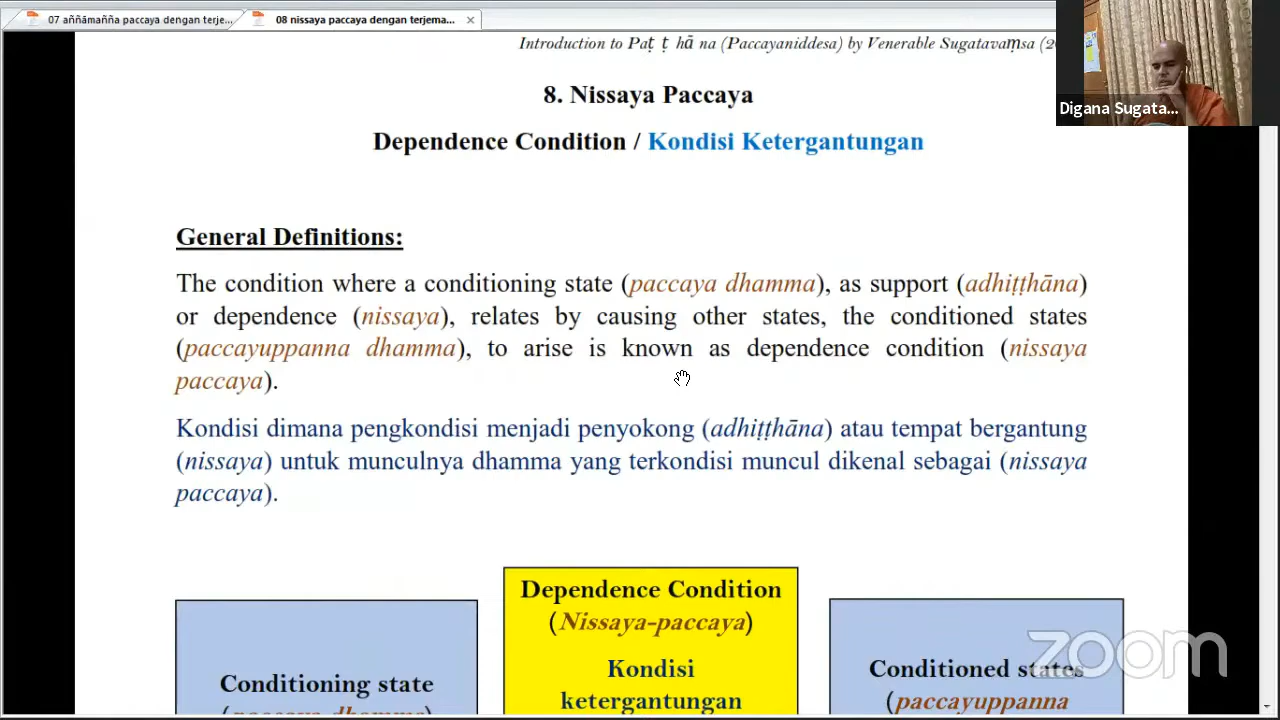 07 aññāmañña paccaya dengan terje...
08 nissaya paccaya dengan terjema...
Introduction to Paṭ ṭ hā na (Paccayaniddesa) by Venerable Sugatavaṃsa (20
Digana Sugata...
8. Nissaya Paccaya
Dependence Condition / Kondisi Ketergantungan
General Definitions:
The condition where a conditioning state (paccaya dhamma), as support (adhiṭṭhāna)
or dependence (nissaya), relates by causing other states, the conditioned states
(paccayuppanna dhamma), to arise is known as dependence condition (nissaya
paccaya).
Kondisi dimana pengkondisi menjadi penyokong (adhiṭṭhāna) atau tempat bergantung
(nissaya) untuk munculnya dhamma yang terkondisi muncul dikenal sebagai (nissaya
paccaya).
Dependence Condition
(Nissaya-paccaya)
Kondisi
ketergantungan
Conditioning state
(paccaya dhamma)
Conditioned states
(paccayuppanna
zoom